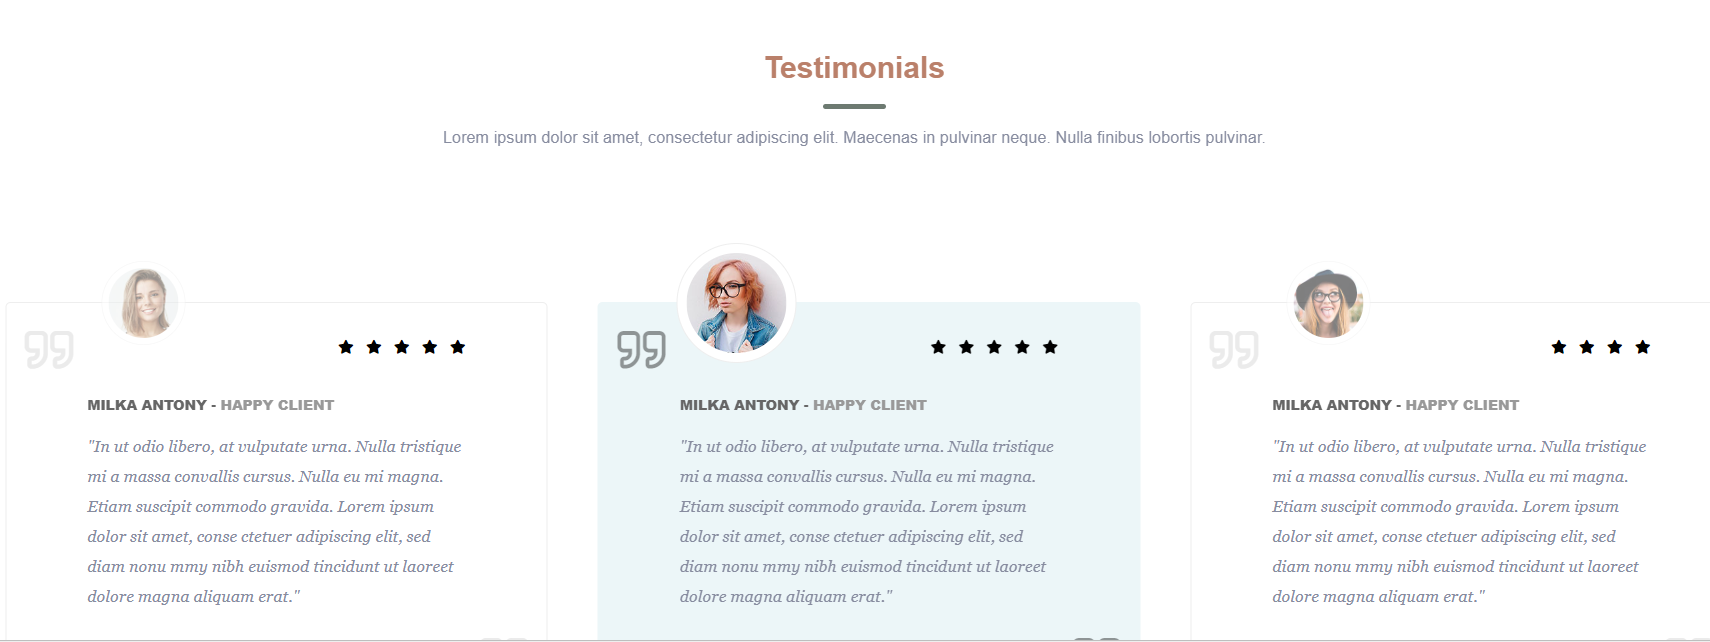 Testimonials
Lorem ipsum dolor sit amet, consectetur adipiscing elit. Maecenas in pulvinar neque. Nulla finibus lobortis pulvinar.
MILKA ANTONY - HAPPY CLIENT
"In ut odio libero, at vulputate urna. Nulla tristique
mi a massa convallis cursus. Nulla eu mi magna.
Etiam suscipit commodo gravida. Lorem ipsum
dolor sit amet, conse ctetuer adipiscing elit, sed
diam nonu mmy nibh euismod tincidunt ut laoreet
dolore magna aliquam erat."
MILKA ANTONY - HAPPY CLIENT
"In ut odio libero, at vulputate urna. Nulla tristique
mi a massa convallis cursus. Nulla eu mi magna.
Etiam suscipit commodo gravida. Lorem ipsum
dolor sit amet, conse ctetuer adipiscing elit, sed
diam nonu mmy nibh euismod tincidunt ut laoreet
dolore magna aliquam erat."
MILKA ANTONY - HAPPY CLIENT
"In ut odio libero, at vulputate urna. Nulla tristique
mi a massa convallis cursus. Nulla eu mi magna.
Etiam suscipit commodo gravida. Lorem ipsum
dolor sit amet, conse ctetuer adipiscing elit, sed
diam nonu mmy nibh euismod tincidunt ut laoreet
dolore magna aliquam erat."